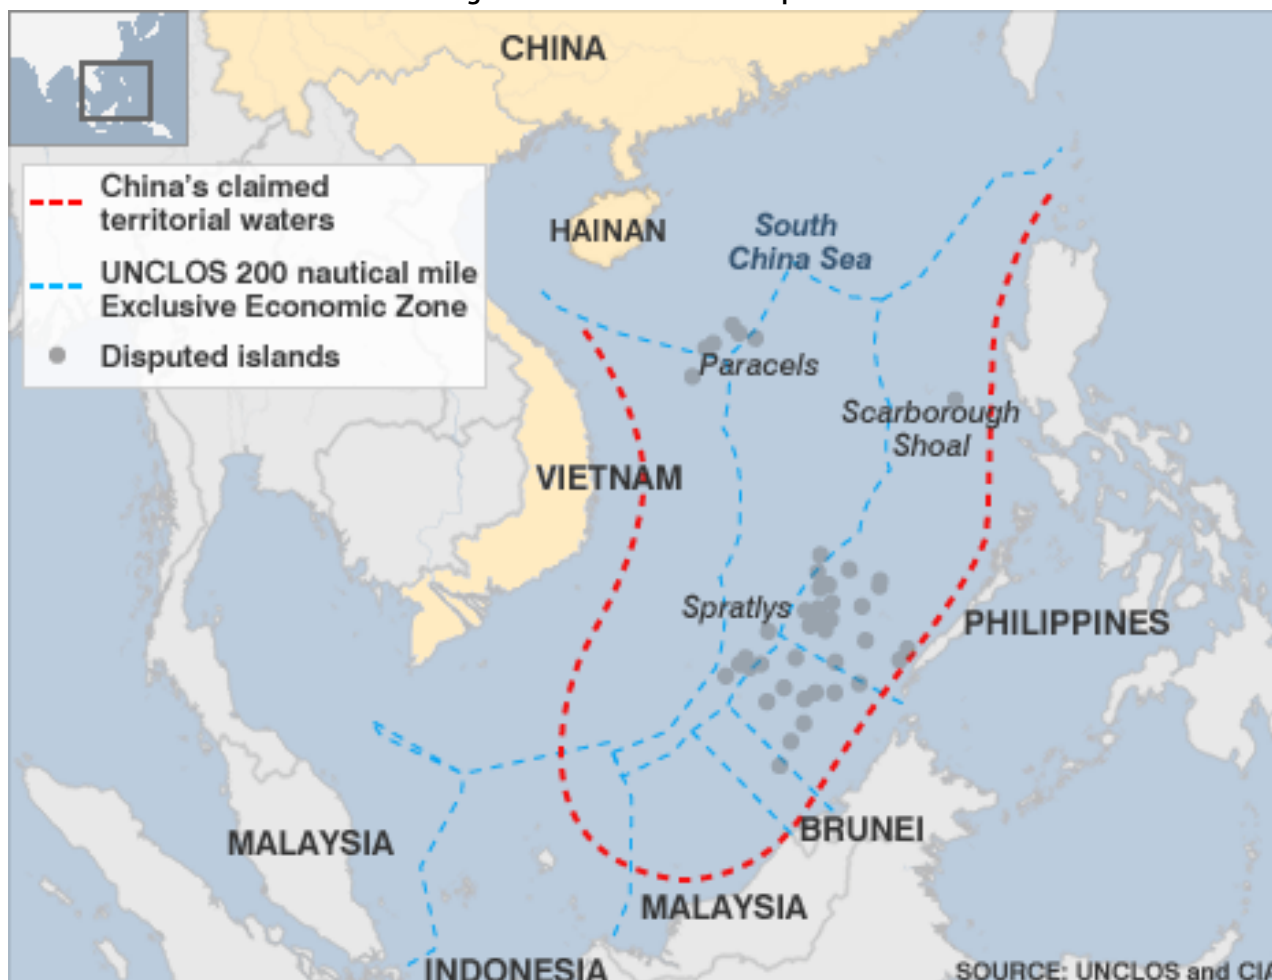 CHINA
China's claimed
territorial waters
UNCLOS 200 nautical mile
Exclusive Economic Zone
Disputed islands
HAINAN
South
China Sea
Paracels
Scarborough
Shoal
VIETNAM
Spratlys
PHILIPPINES
MALAYSIA
BRUNEI
MALAYSIA
INDONESIA
SOURCE: UNCLOS and CIA